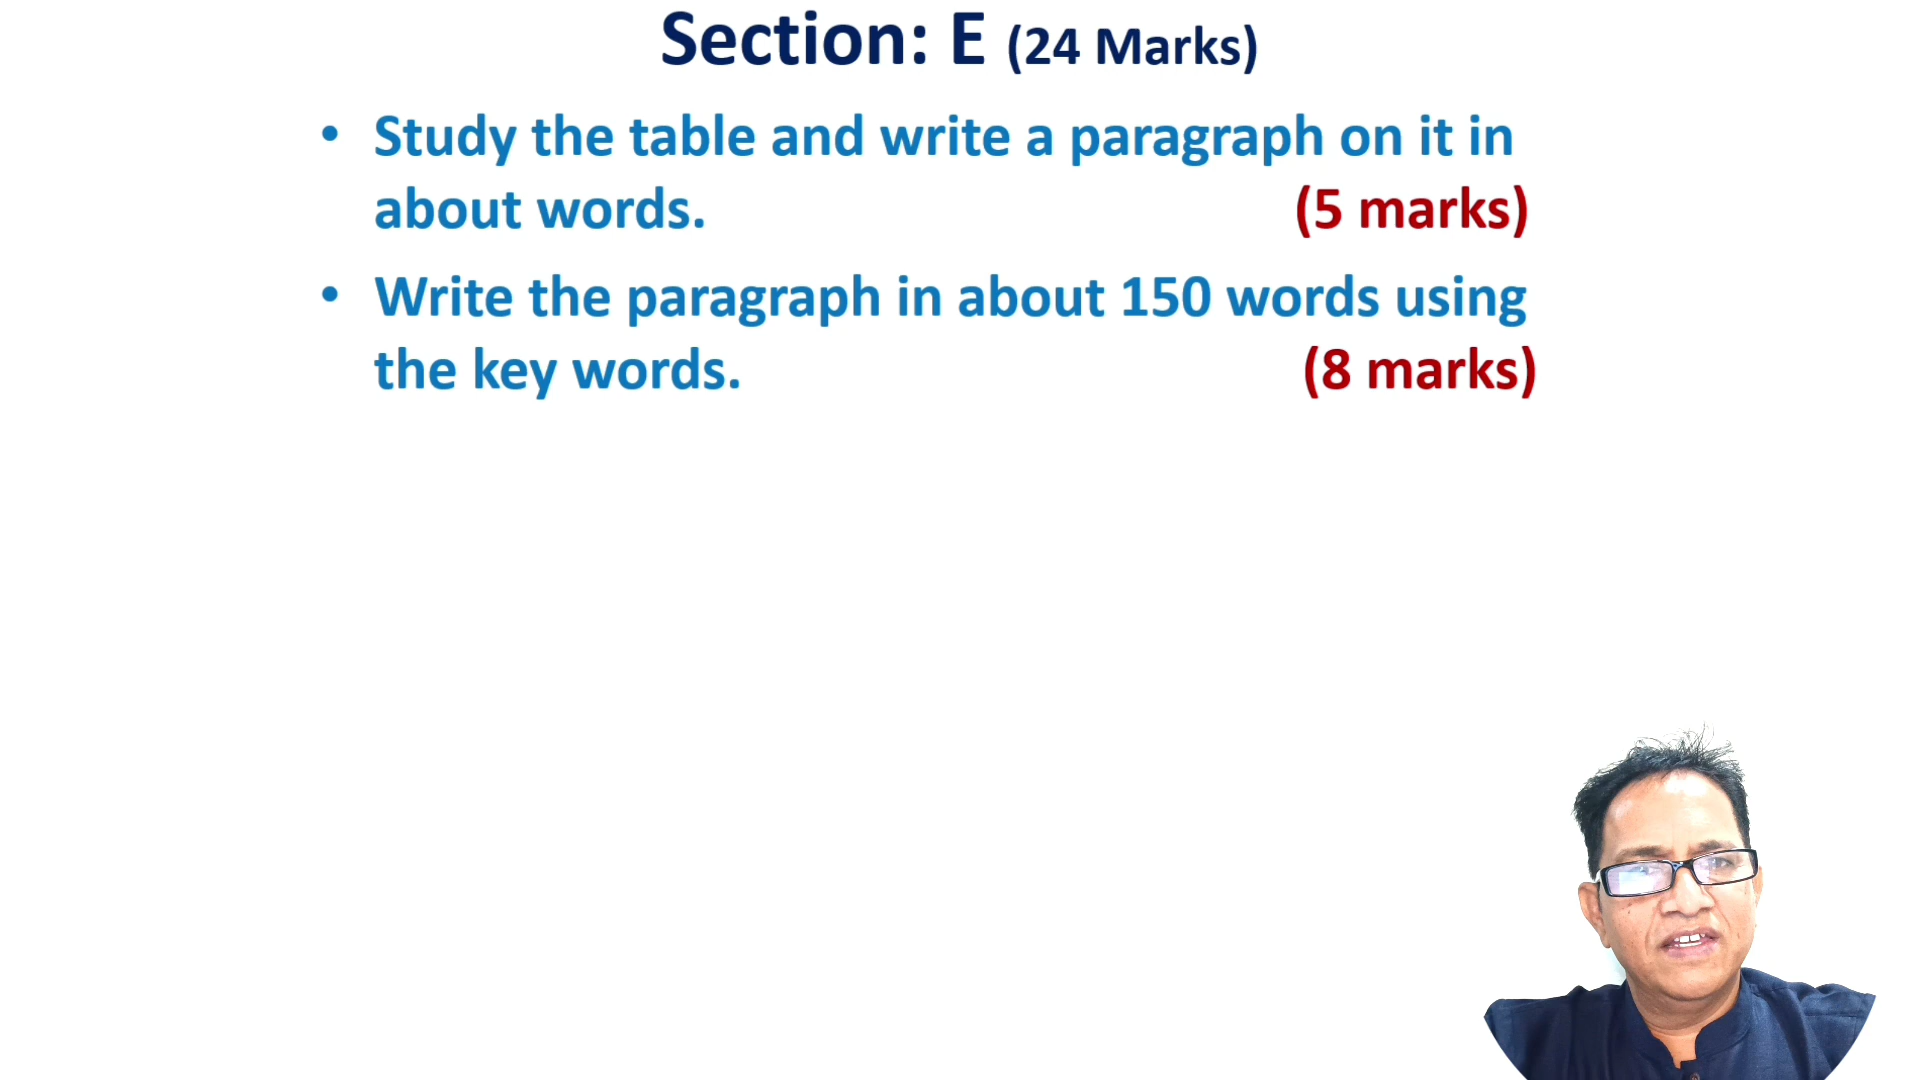 Section: E (24 Marks)
• Study the table and write a paragraph on it in
about words. (5 marks)
• Write the paragraph in about 150 words using
the key words. (8 marks)